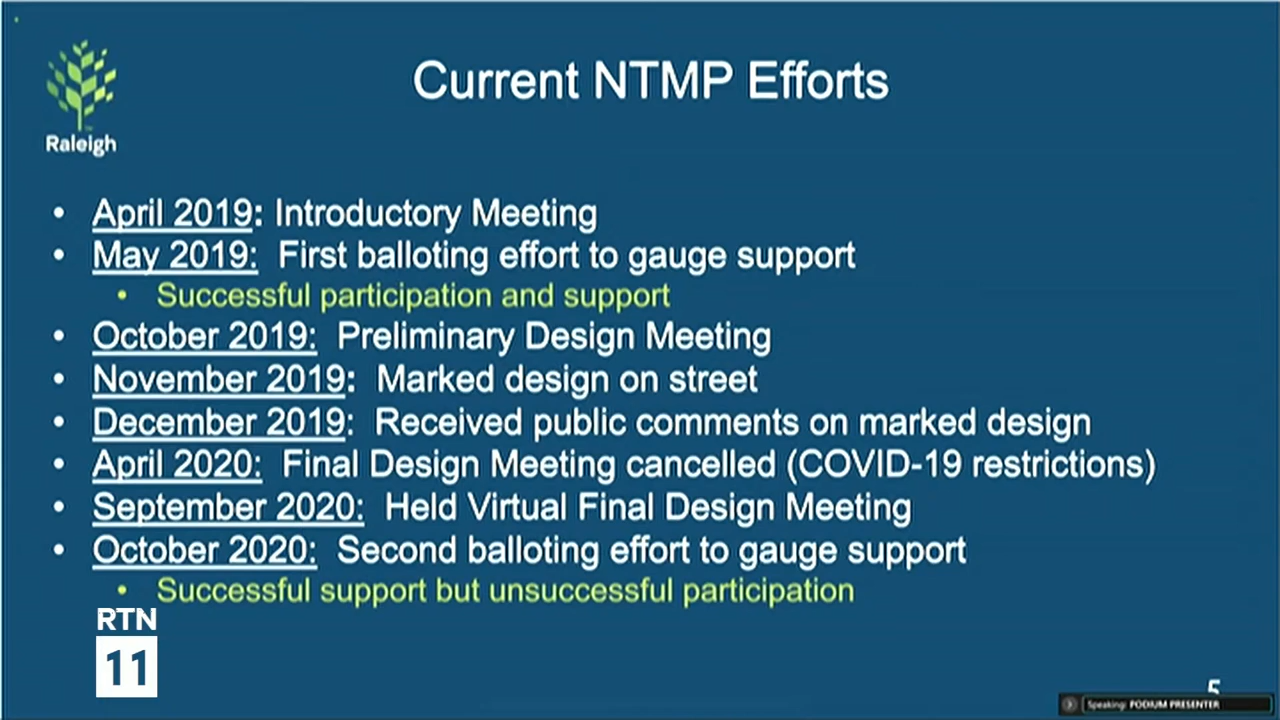 Current NTMP Efforts
Raleigh
• April 2019: Introductory Meeting
• May 2019: First balloting effort to gauge support
• Successful participation and support
• October 2019: Preliminary Design Meeting
• November 2019: Marked design on street
• December 2019: Received public comments on marked design
• April 2020: Final Design Meeting cancelled (COVID-19 restrictions)
• September 2020: Held Virtual Final Design Meeting
• October 2020: Second balloting effort to gauge support
• Successful support but unsuccessful participation
RTN
11
5
Speaking: PODIUM PRESENTER